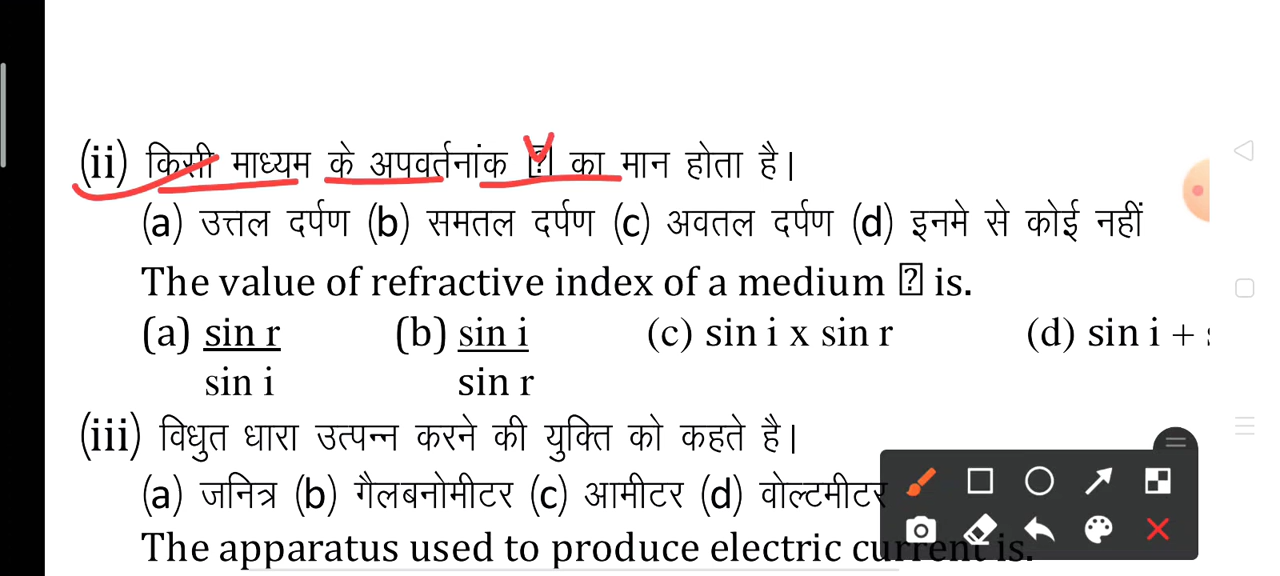 (ii) किसी माध्यम के अपवर्तनांक का मान होता है।
(a) उत्तल दर्पण (b) समतल दर्पण (c) अवतल दर्पण (d) इनमे से कोई नहीं
The value of refractive index of a medium is.
(a) sin r (b) sin i (c) sin i x sin r (d) sin i +
sin i sin r
(iii) विधुत धारा उत्पन्न करने की युक्ति को कहते है।
(a) जनित्र (b) गैलबनोमीटर (c) आमीटर (d) वोल्टमीटर
The apparatus used to produce electric current is.